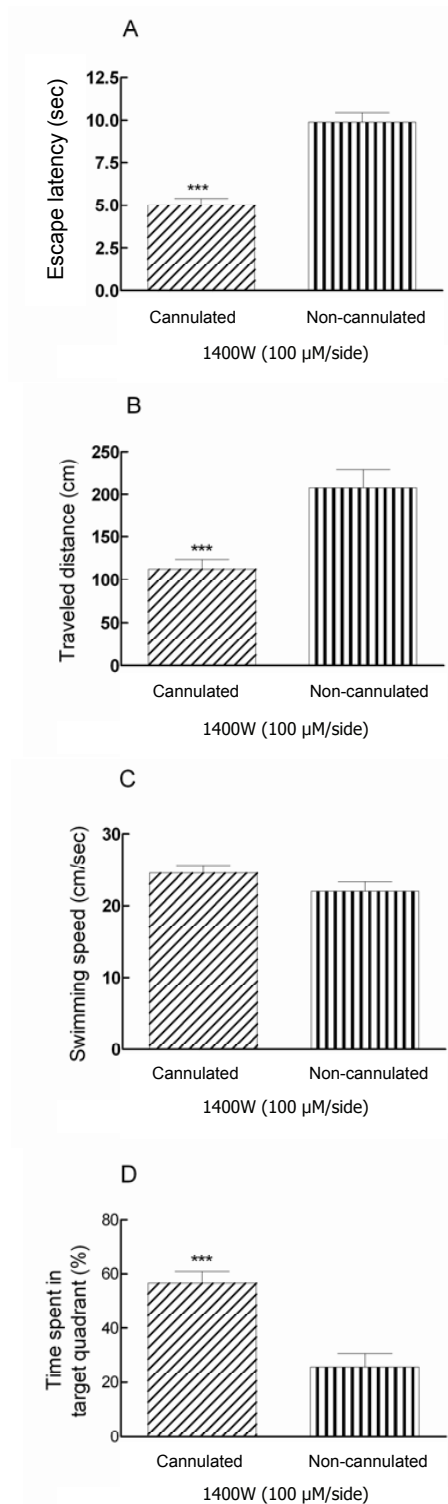 A
Escape latency (sec)
12.5
10.0
7.5
5.0
2.5
0.0
***
Cannulated Non-cannulated
1400W (100 µM/side)
B
Traveled distance (cm)
250
200
150
100
50
0
***
Cannulated Non-cannulated
1400W (100 µM/side)
C
Swimming speed (cm/sec)
30
20
10
0
Cannulated Non-cannulated
1400W (100 µM/side)
D
Time spent in
target quadrant (%)
80
60
40
20
0
***
Cannulated Non-cannulated
1400W (100 µM/side)